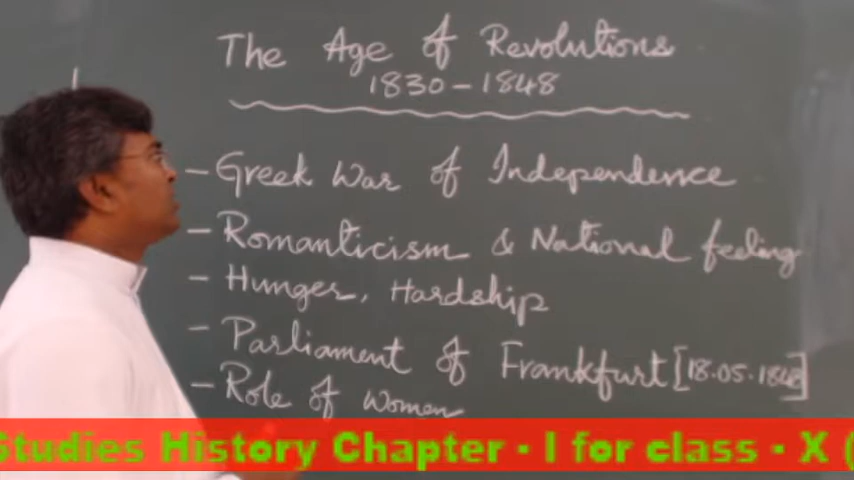 The Age of Revolutions
1830-1848
- Greek War of Independence
- Romanticism & National feeling
- Hunger, Hardship
- Parliament of Frankfurt [18.05.1848]
- Role of Women
Studies History Chapter - I for class - X (